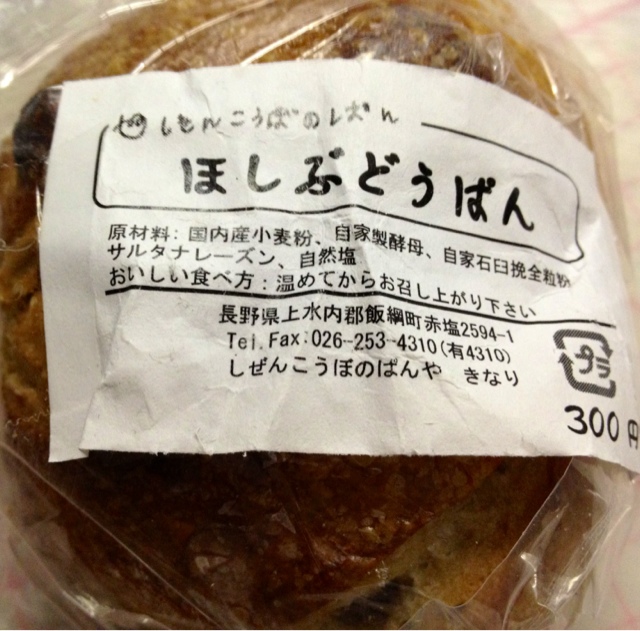 しぜんこうぼのぱん
ほしぶどうぱん
原材料：国内産小麦粉、自家製酵母、自家石臼挽全粒粉
サルタナレーズン、自然塩
おいしい食べ方：温めてからお召し上がり下さい
長野県上水内郡飯綱町赤塩2594-1
Tel.Fax:026-253-4310(有4310)
しぜんこうぼのぱんや きなり
プラ
300円